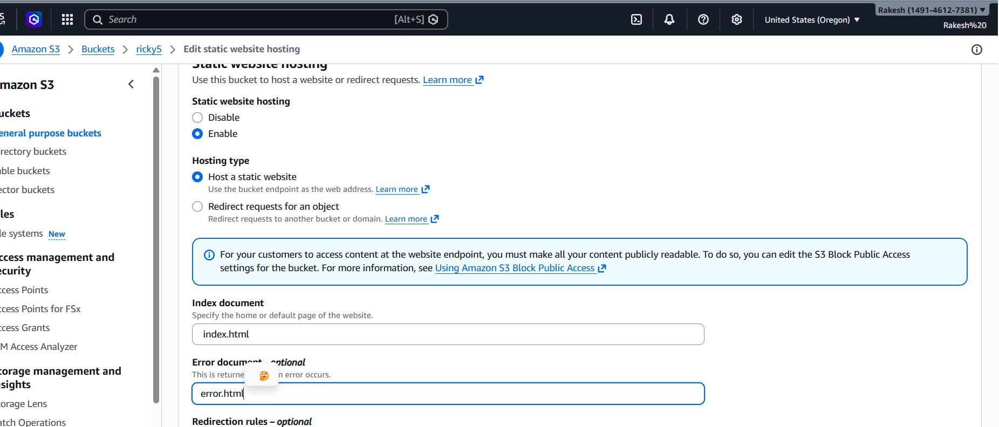 Search [Alt+S]
United States (Oregon)
Rakesh (1491-4612-7381)
Rakesh%20
Amazon S3 > Buckets > ricky5 > Edit static website hosting
mazon S3
uckets
eneral purpose buckets
rectory buckets
ble buckets
ector buckets
les
le systems New
ccess management and
ecurity
ccess Points
ccess Points for FSx
ccess Grants
M Access Analyzer
torage management and
nsights
torage Lens
atch Operations
Static website hosting
Use this bucket to host a website or redirect requests. Learn more
Static website hosting
Disable
Enable
Hosting type
Host a static website
Use the bucket endpoint as the web address. Learn more
Redirect requests for an object
Redirect requests to another bucket or domain. Learn more
For your customers to access content at the website endpoint, you must make all your content publicly readable. To do so, you can edit the S3 Block Public Access
settings for the bucket. For more information, see Using Amazon S3 Block Public Access
Index document
Specify the home or default page of the website.
index.html
Error document - optional
This is returne n error occurs.
error.html
Redirection rules – optional